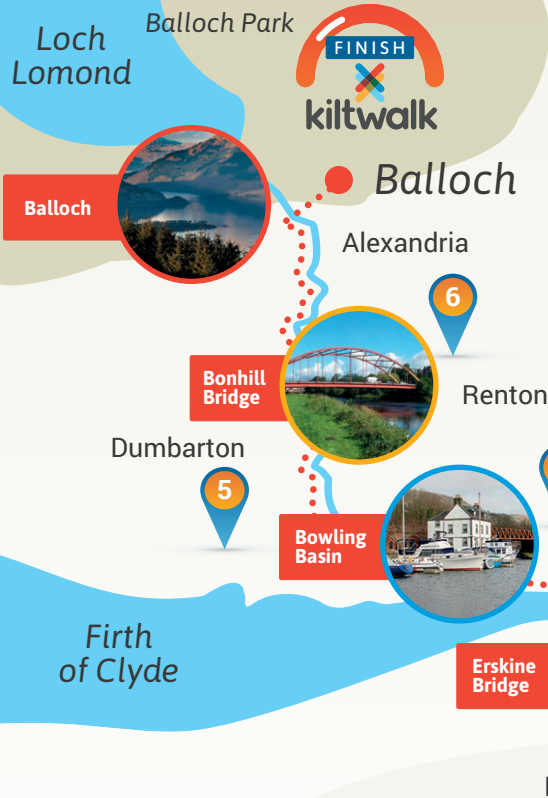 Loch
Lomond
Balloch Park
FINISH
kiltwalk
Balloch
Balloch
Alexandria
6
Bonhill
Bridge
Renton
Dumbarton
5
Bowling
Basin
Firth
of Clyde
Erskine
Bridge